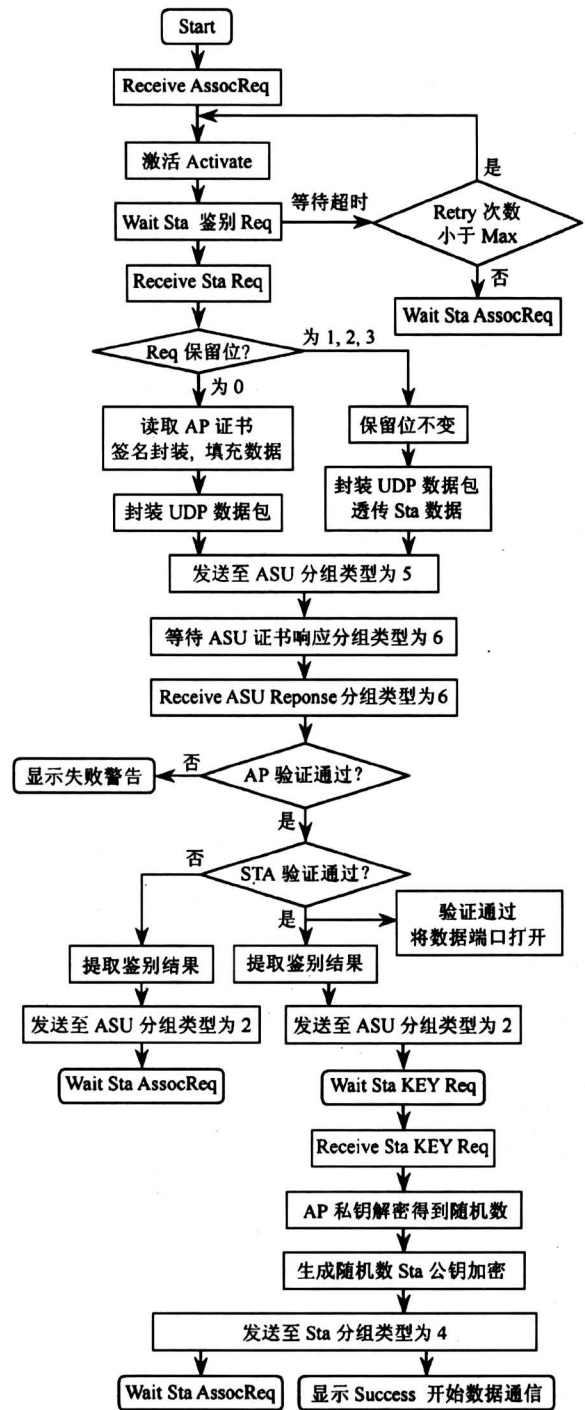 Start
Receive AssocReq
激活 Activate
是
等待超时
Wait Sta 鉴别 Req
Retry 次数
小于 Max
Receive Sta Req
否
Wait Sta AssocReq
Req 保留位?
为 1, 2, 3
为 0
读取 AP 证书
签名封装, 填充数据
保留位不变
封装 UDP 数据包
封装 UDP 数据包
透传 Sta 数据
发送至 ASU 分组类型为 5
等待 ASU 证书响应分组类型为 6
Receive ASU Reponse 分组类型为6
否
显示失败警告
AP 验证通过?
是
否
STA 验证通过?
是
验证通过
将数据端口打开
提取鉴别结果
提取鉴别结果
发送至 ASU 分组类型为 2
发送至 ASU 分组类型为 2
Wait Sta AssocReq
Wait Sta KEY Req
Receive Sta KEY Req
AP 私钥解密得到随机数
生成随机数 Sta 公钥加密
发送至 Sta 分组类型为 4
Wait Sta AssocReq
显示 Success 开始数据通信